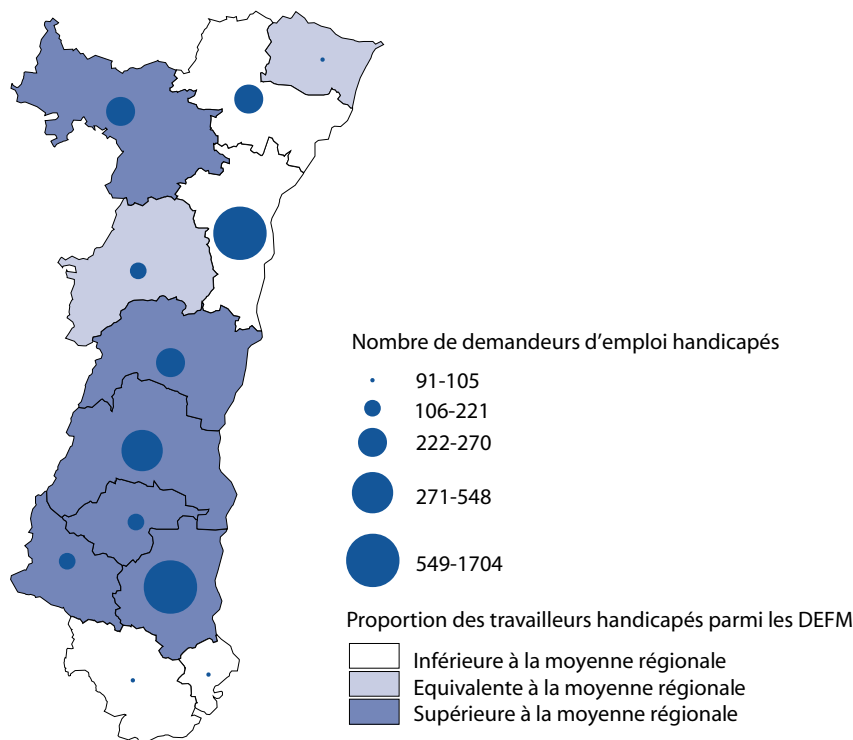 Nombre de demandeurs d'emploi handicapés
91-105
106-221
222-270
271-548
549-1704
Proportion des travailleurs handicapés parmi les DEFM
Inférieure à la moyenne régionale
Equivalente à la moyenne régionale
Supérieure à la moyenne régionale